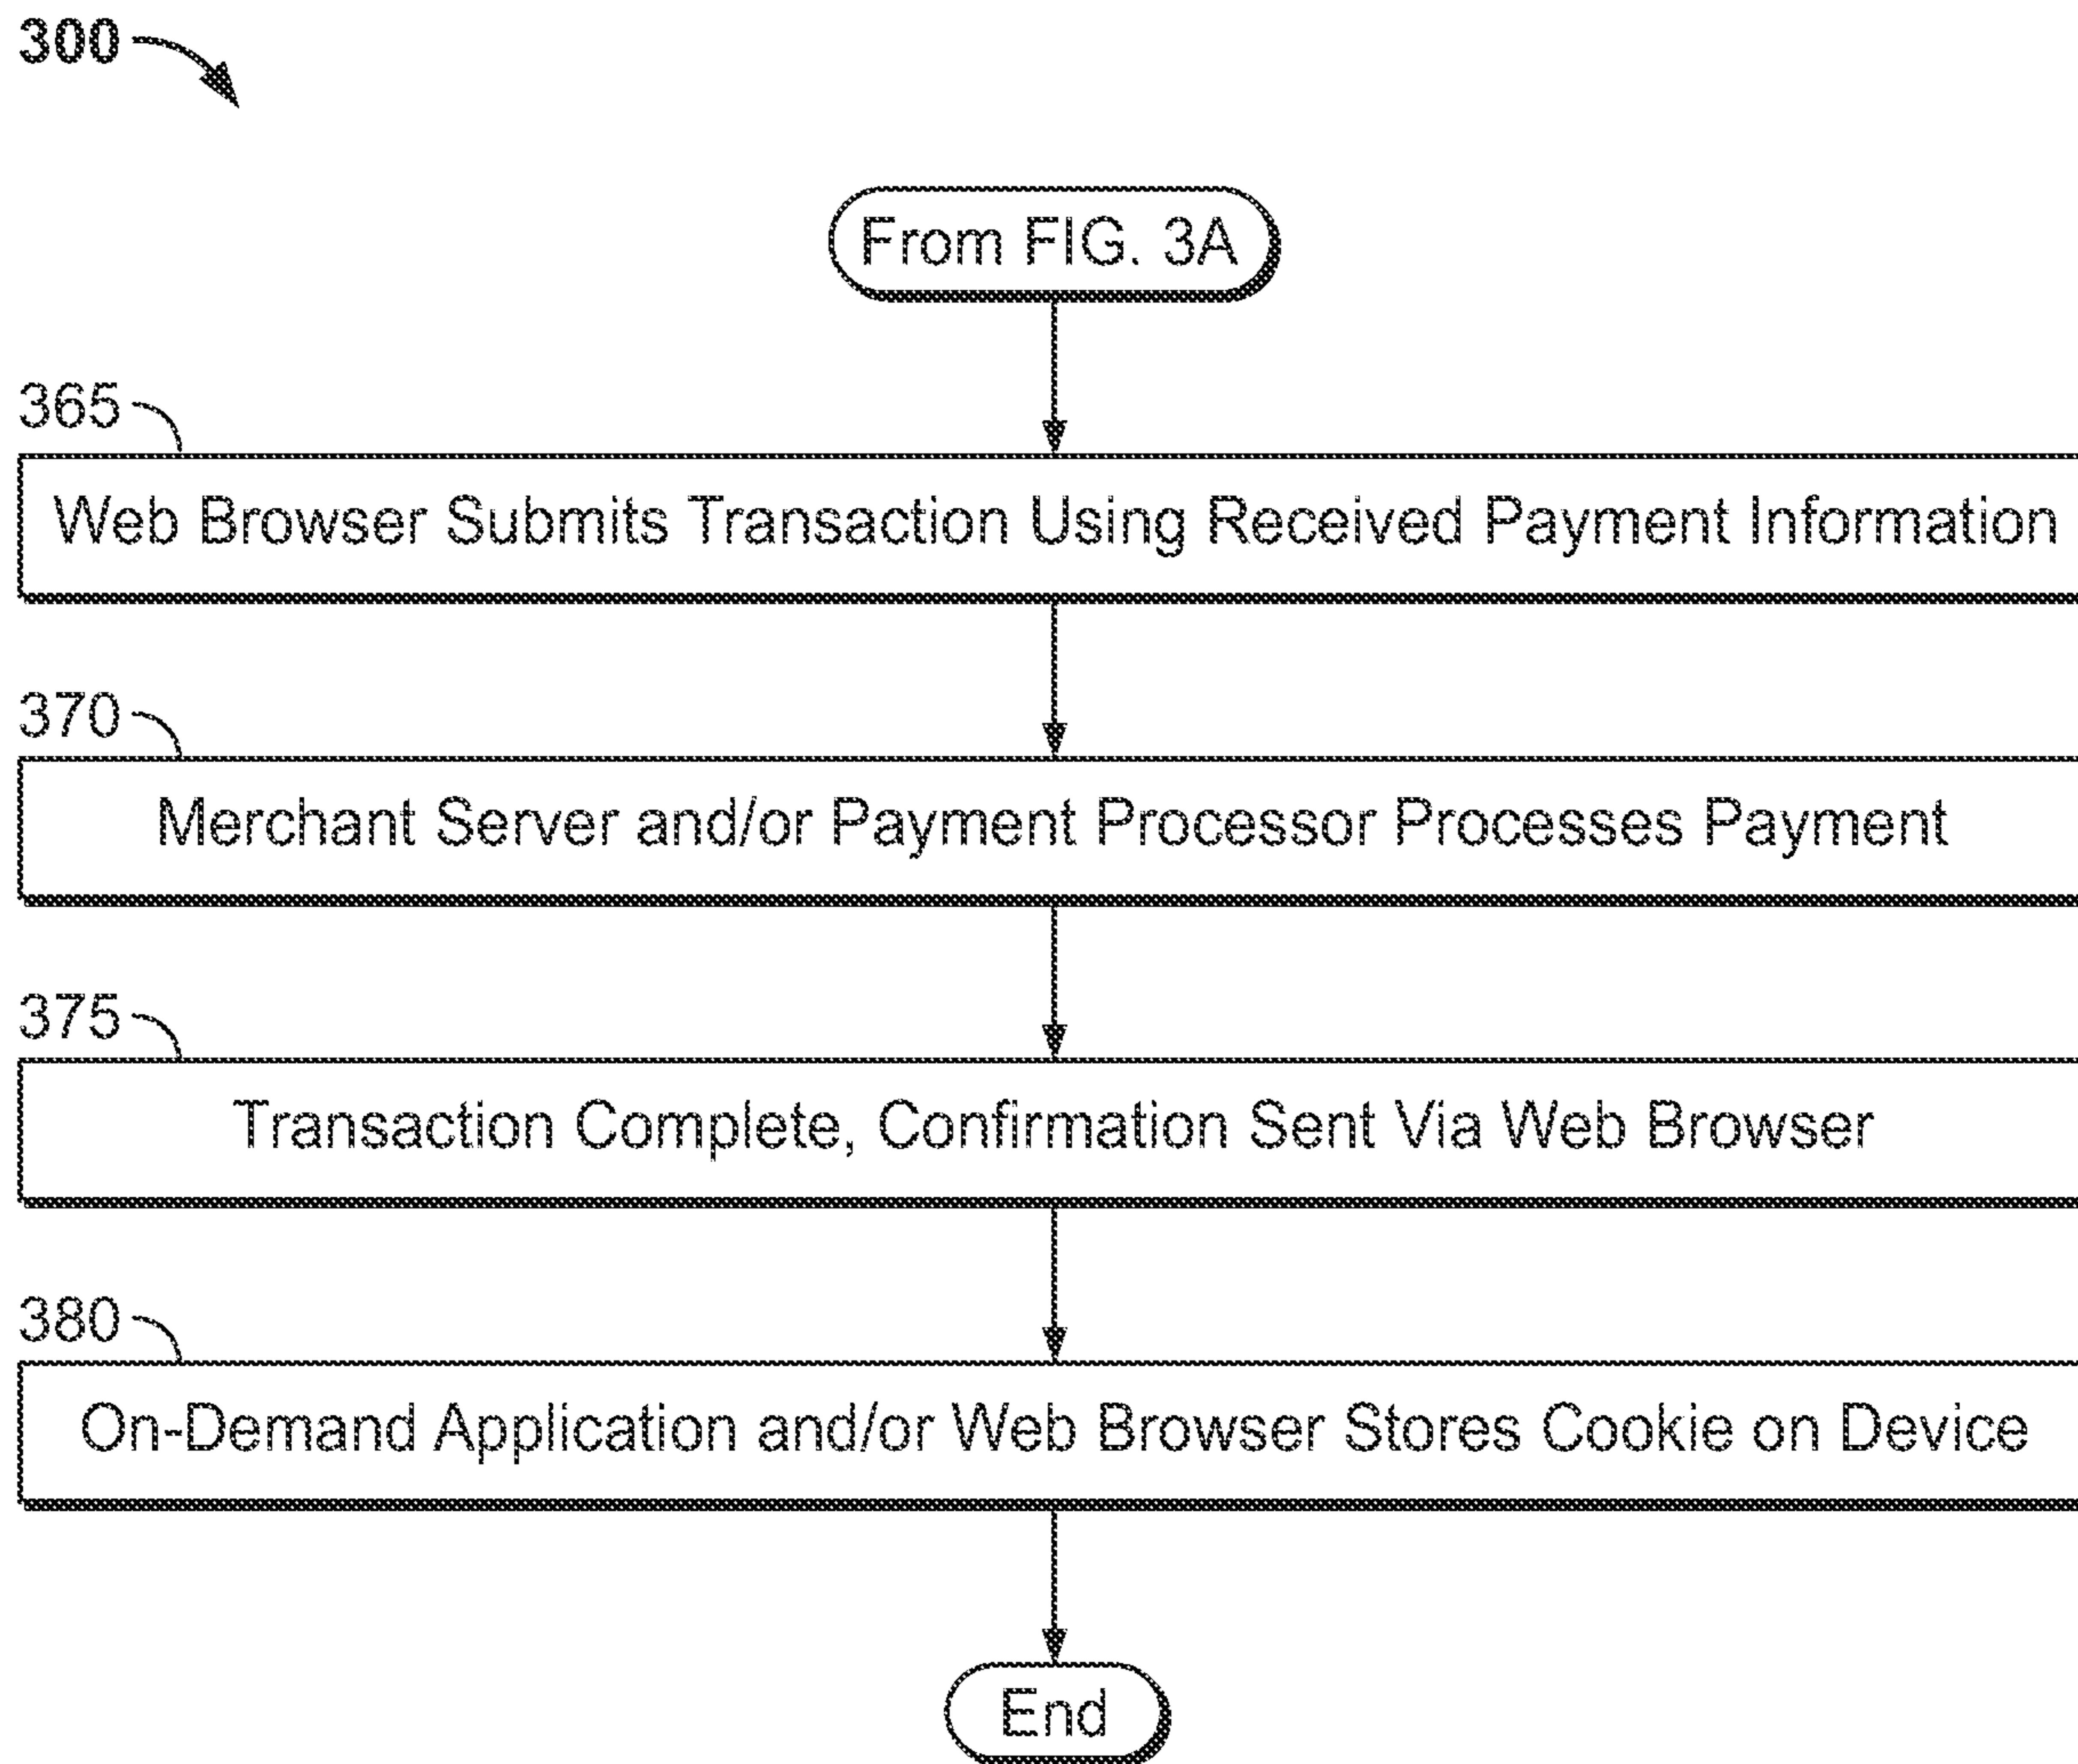 300
From FIG. 3A
365
Web Browser Submits Transaction Using Received Payment Information
370
Merchant Server and/or Payment Processor Processes Payment
375
Transaction Complete, Confirmation Sent Via Web Browser
380
On-Demand Application and/or Web Browser Stores Cookie on Device
End